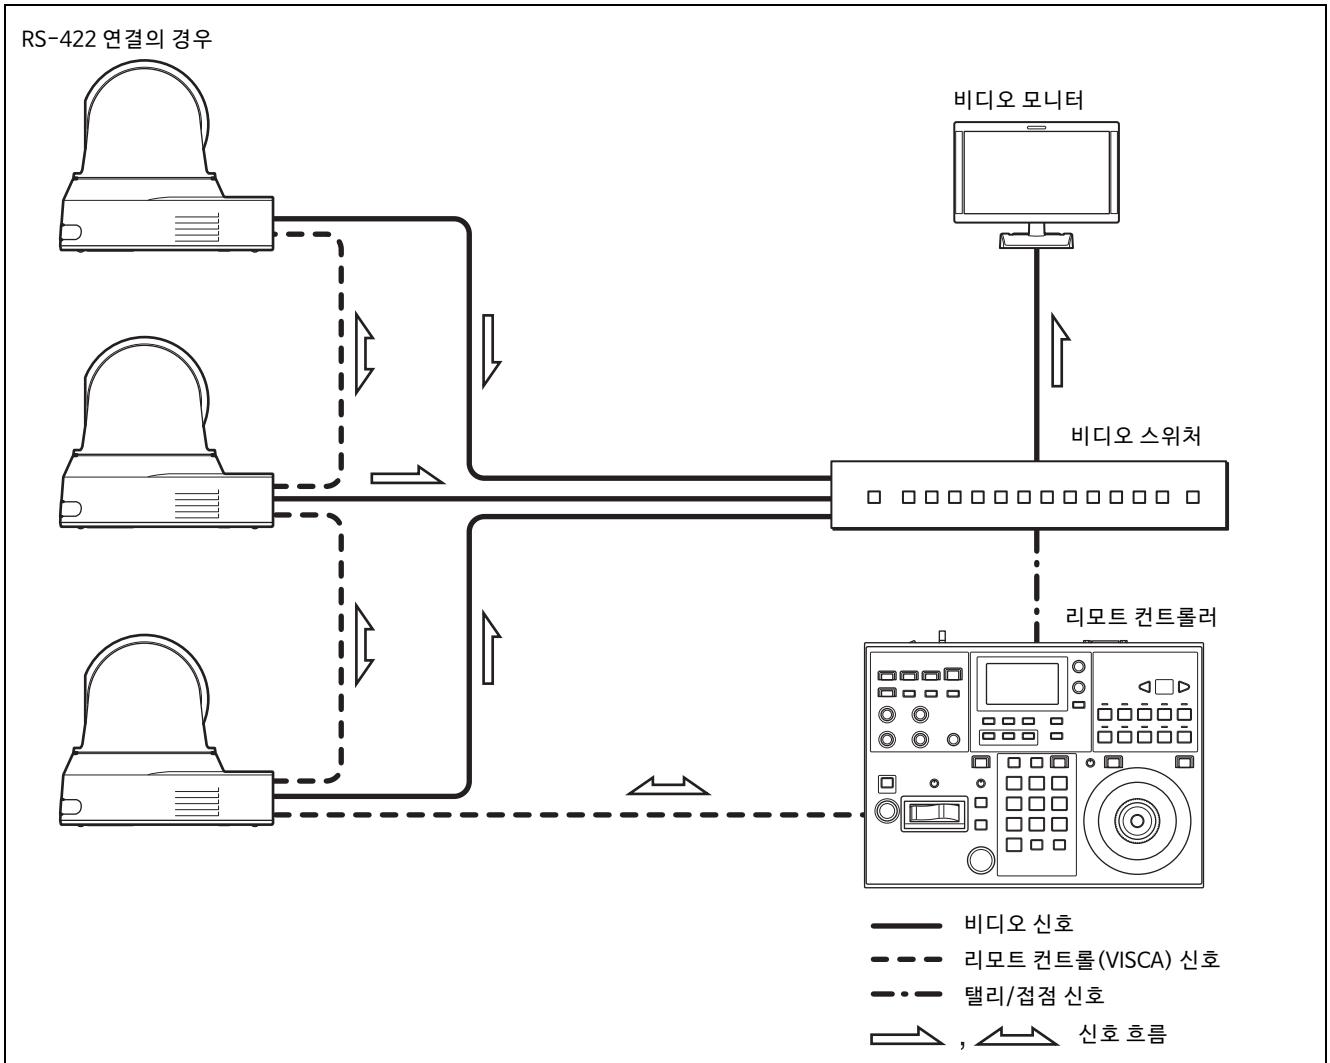 RS-422 연결의 경우
비디오 모니터
비디오 스위처
리모트 컨트롤러
비디오 신호
리모트 컨트롤(VISCA) 신호
탤리/접점 신호
, 신호 흐름